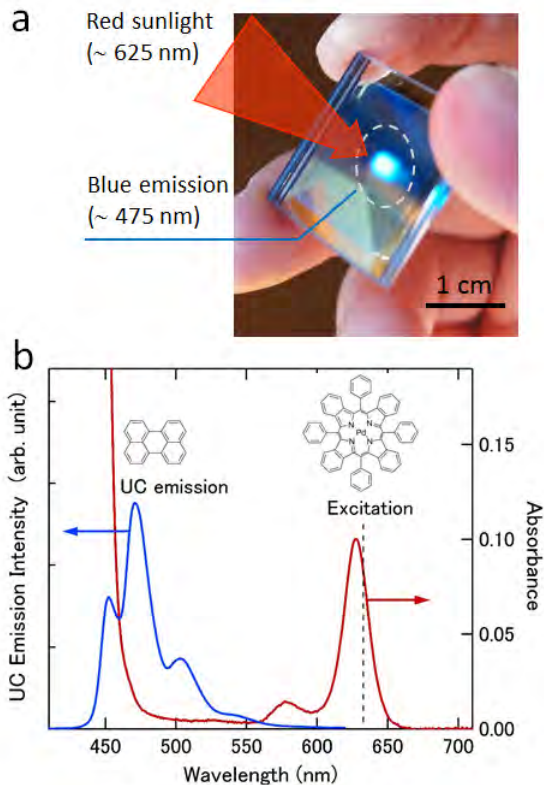 a
Red sunlight
(~ 625 nm)
Blue emission
(~ 475 nm)
1 cm
b
UC Emission Intensity (arb. unit)
UC emission
Pd
N
N
N
N
Excitation
Absorbance
0.15
0.10
0.05
0.00
450
500
550
600
650
700
Wavelength (nm)